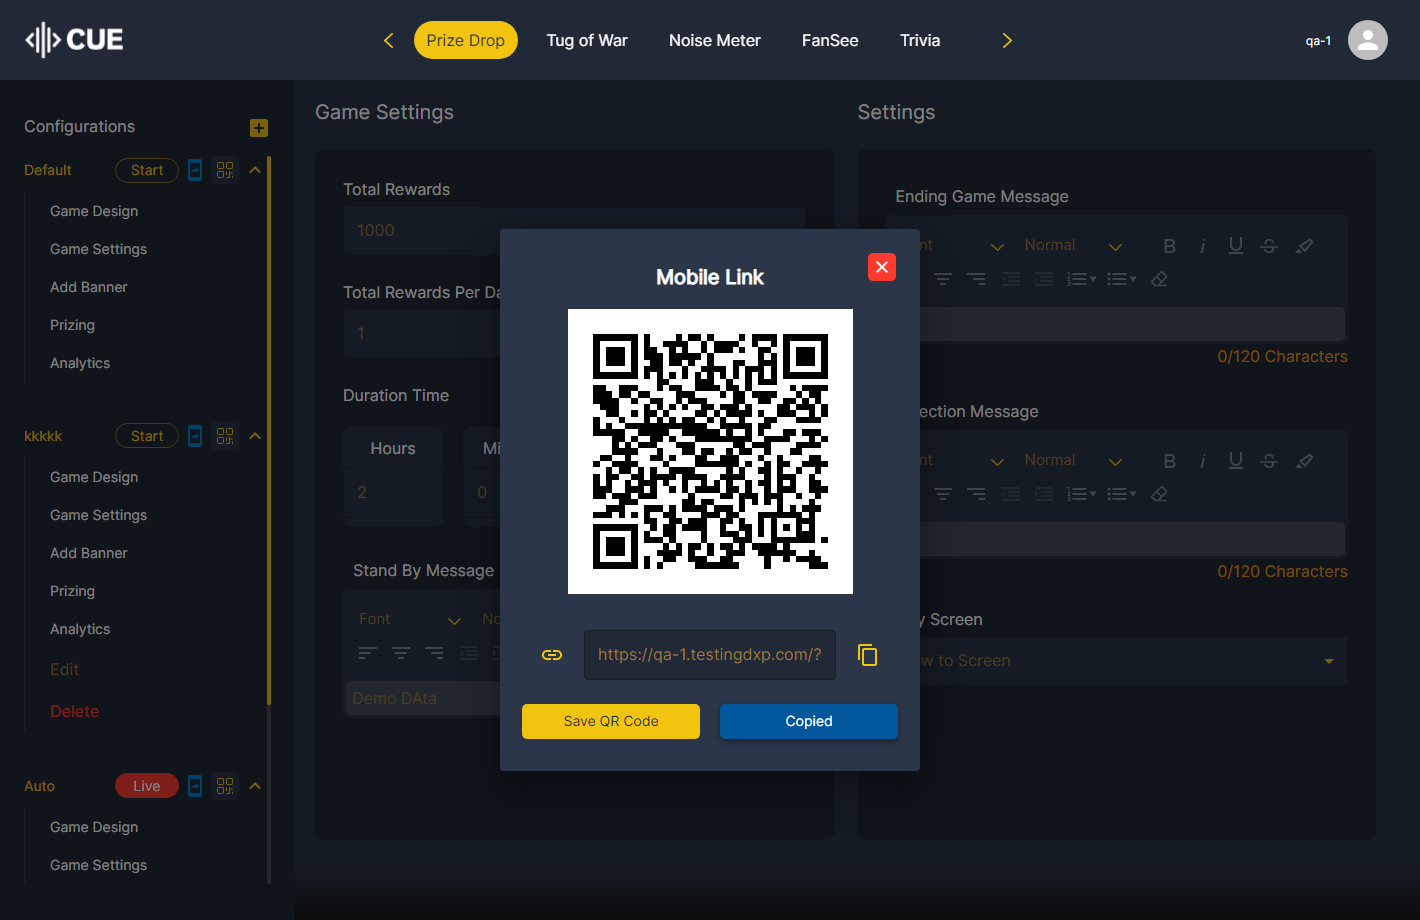 CUE
Prize Drop
Tug of War
Noise Meter
FanSee
Trivia
qa-1
Configurations
Default
Start
Game Design
Game Settings
Add Banner
Prizing
Analytics
kkkkk
Start
Game Design
Game Settings
Add Banner
Prizing
Analytics
Edit
Delete
Auto
Live
Game Design
Game Settings
Game Settings
Total Rewards
1000
Total Rewards Per Da
1
Duration Time
Hours
Mi
2
0
Stand By Message
Font
No
Demo DAta
Settings
Ending Game Message
nt
Normal
B i U S
0/120 Characters
ection Message
nt
Normal
B i U S
0/120 Characters
y Screen
w to Screen
Mobile Link
https://qa-1.testingdxp.com/?
Save QR Code
Copied